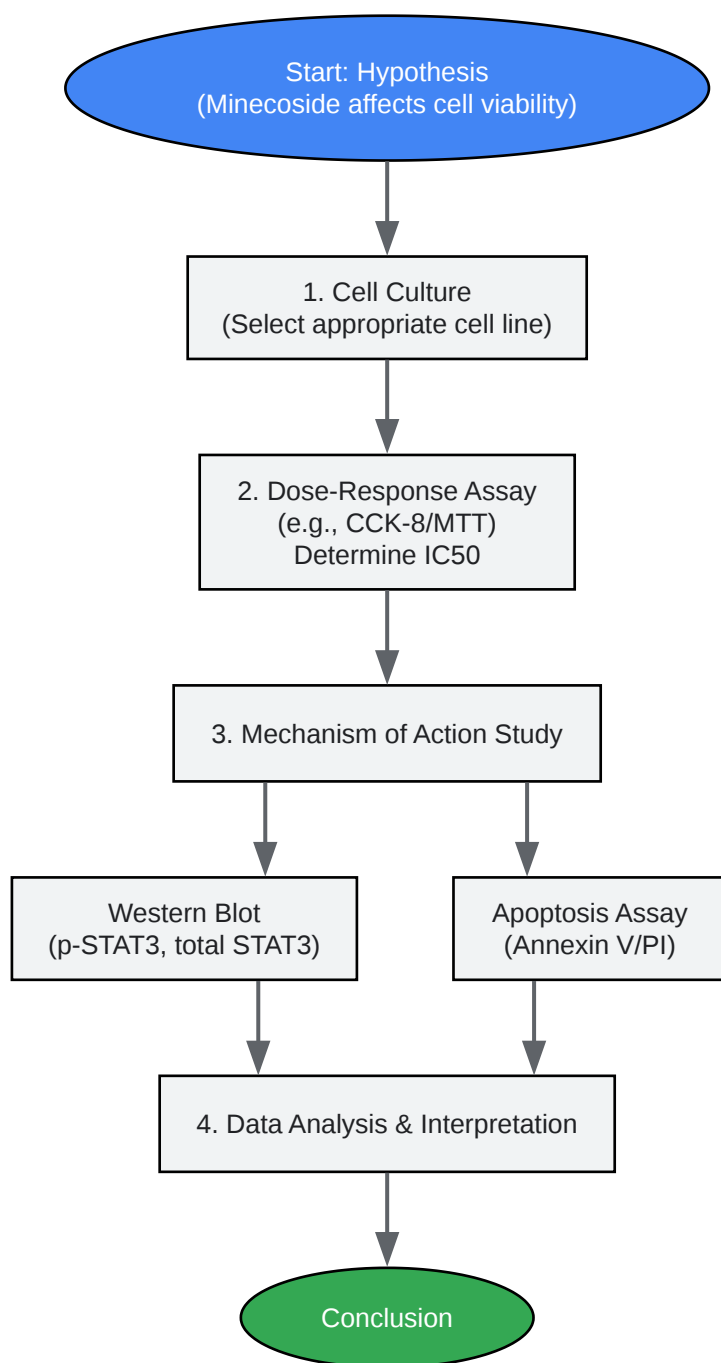 Start: Hypothesis
(Minecoside affects cell viability)
1. Cell Culture
(Select appropriate cell line)
2. Dose-Response Assay
(e.g., CCK-8/MTT)
Determine IC50
3. Mechanism of Action Study
Western Blot
(p-STAT3, total STAT3)
Apoptosis Assay
(Annexin V/PI)
4. Data Analysis & Interpretation
Conclusion